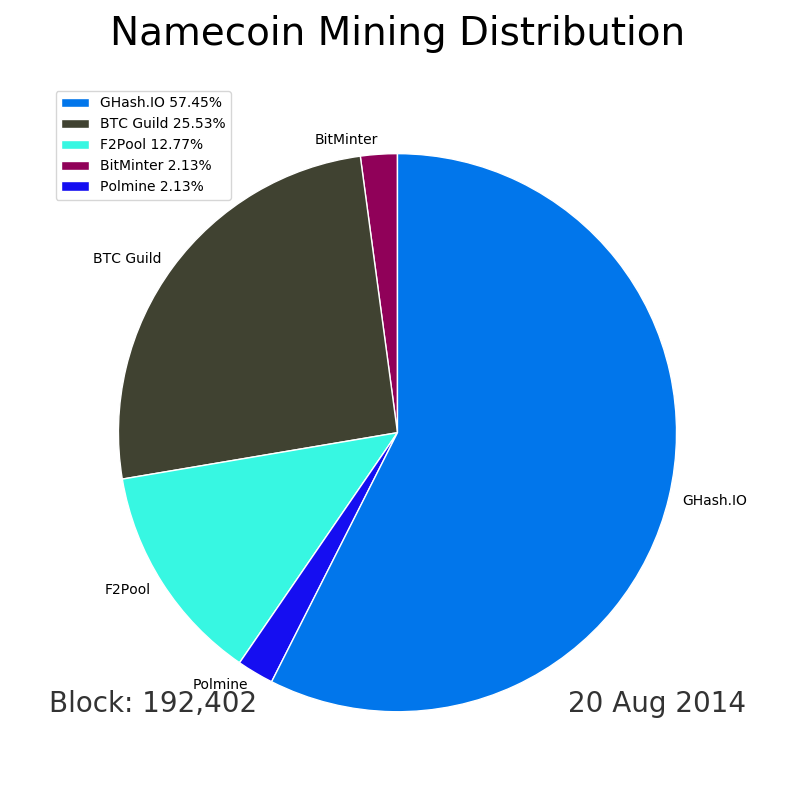 Namecoin Mining Distribution
GHash.IO 57.45%
BTC Guild 25.53%
F2Pool 12.77%
BitMinter 2.13%
Polmine 2.13%
BitMinter
BTC Guild
GHash.IO
F2Pool
Polmine
Block: 192,402
20 Aug 2014